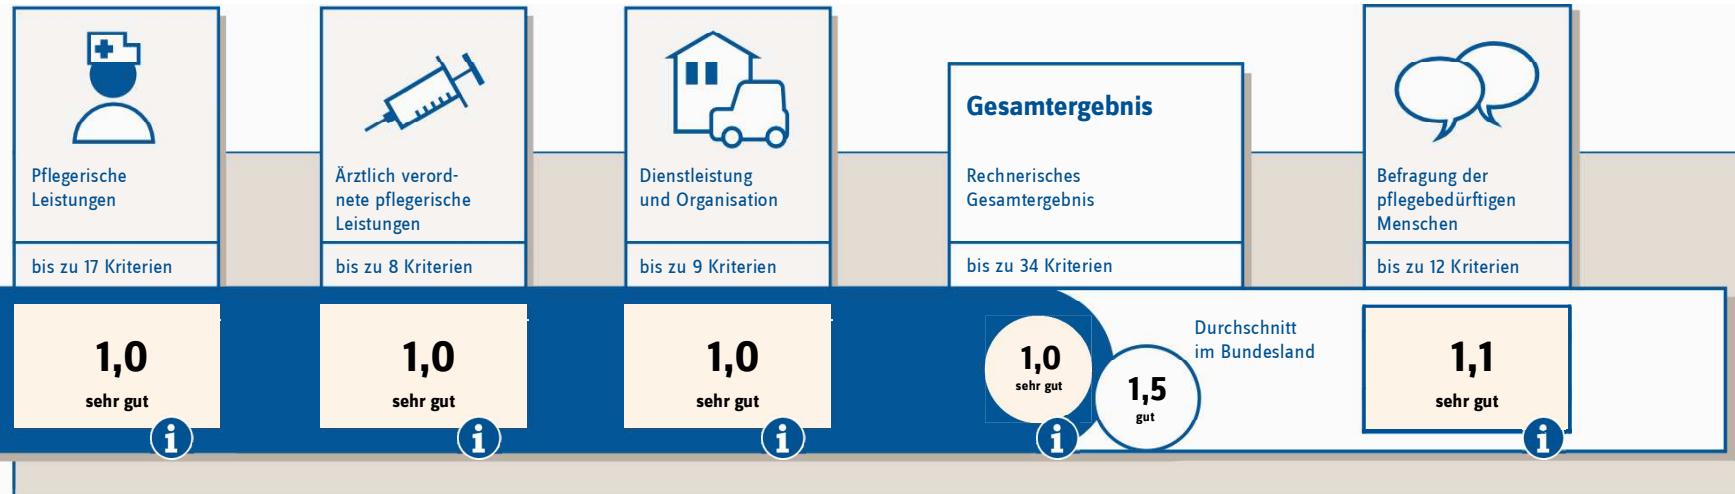 Pflegerische
Leistungen
bis zu 17 Kriterien
1,0
sehr gut
i
Ärztlich verord-
nete pflegerische
Leistungen
bis zu 8 Kriterien
1,0
sehr gut
i
Dienstleistung
und Organisation
bis zu 9 Kriterien
1,0
sehr gut
i
Gesamtergebnis
Rechnerisches
Gesamtergebnis
bis zu 34 Kriterien
1,0
sehr gut
i
1,5
gut
Durchschnitt
im Bundesland
Befragung der
pflegebedürftigen
Menschen
bis zu 12 Kriterien
1,1
sehr gut
i